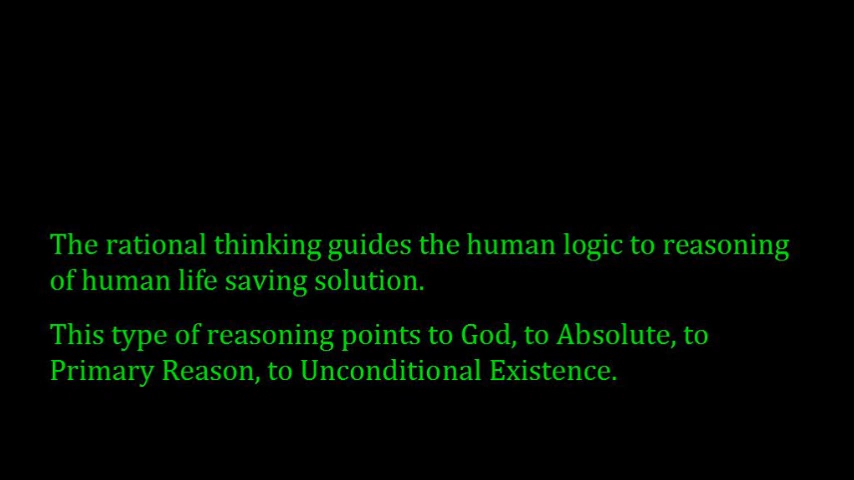 The rational thinking guides the human logic to reasoning
of human life saving solution.
This type of reasoning points to God, to Absolute, to
Primary Reason, to Unconditional Existence.